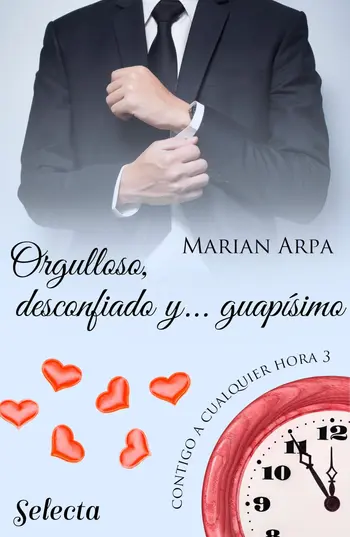 MARIAN ARPA
Orgulloso,
desconfiado y... guapísimo
CONTIGO A CUALQUIER HORA 3
11 12
10
9
8
Selecta